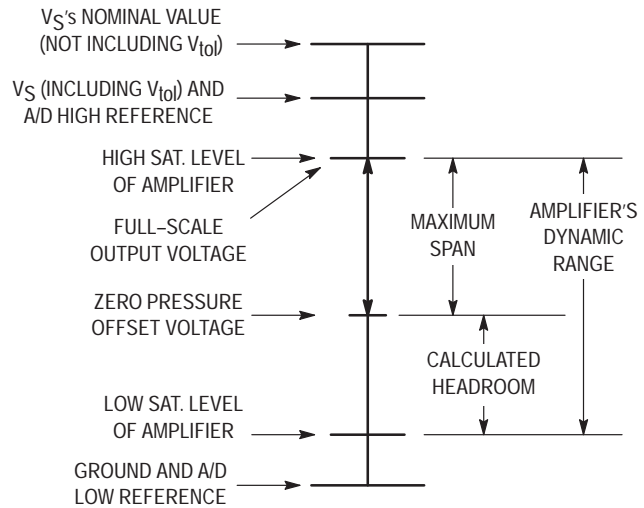 VS's NOMINAL VALUE
(NOT INCLUDING Vtol)
VS (INCLUDING Vtol) AND
A/D HIGH REFERENCE
HIGH SAT. LEVEL
OF AMPLIFIER
FULL–SCALE
OUTPUT VOLTAGE
ZERO PRESSURE
OFFSET VOLTAGE
LOW SAT. LEVEL
OF AMPLIFIER
GROUND AND A/D
LOW REFERENCE
MAXIMUM
SPAN
CALCULATED
HEADROOM
AMPLIFIER'S
DYNAMIC
RANGE